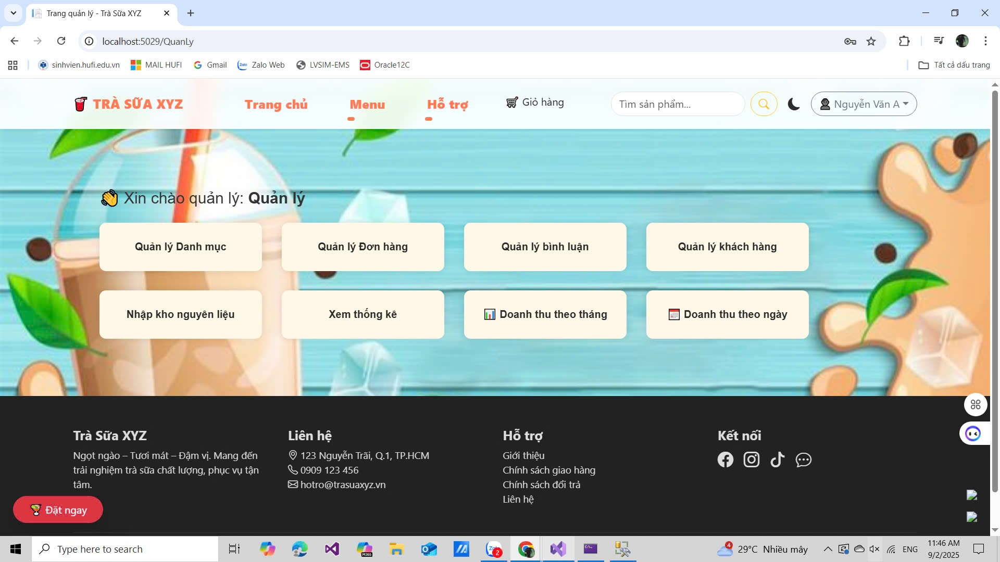 Trang quản lý - Trà Sữa XYZ
localhost:5029/QuanLy
sinhvien.hufi.edu.vn
MAIL HUFI
Gmail
Zalo Web
LVSIM-EMS
Oracle12C
Tất cả dấu trang
TRÀ SỮA XYZ
Trang chủ
Menu
Hỗ trợ
Giỏ hàng
Tìm sản phẩm...
Nguyễn Văn A
Xin chào quản lý: Quản lý
Quản lý Danh mục
Quản lý Đơn hàng
Quản lý bình luận
Quản lý khách hàng
Nhập kho nguyên liệu
Xem thống kê
Doanh thu theo tháng
Doanh thu theo ngày
Trà Sữa XYZ
Ngọt ngào – Tươi mát – Đậm vị. Mang đến
trải nghiệm trà sữa chất lượng, phục vụ tận
tâm.
Liên hệ
123 Nguyễn Trãi, Q.1, TP.HCM
0909 123 456
hotro@trasuaxyz.vn
Hỗ trợ
Giới thiệu
Chính sách giao hàng
Chính sách đổi trả
Liên hệ
Kết nối
Đặt ngay
Type here to search
M365
2
4
29°C Nhiều mây
ENG
11:46 AM
9/2/2025